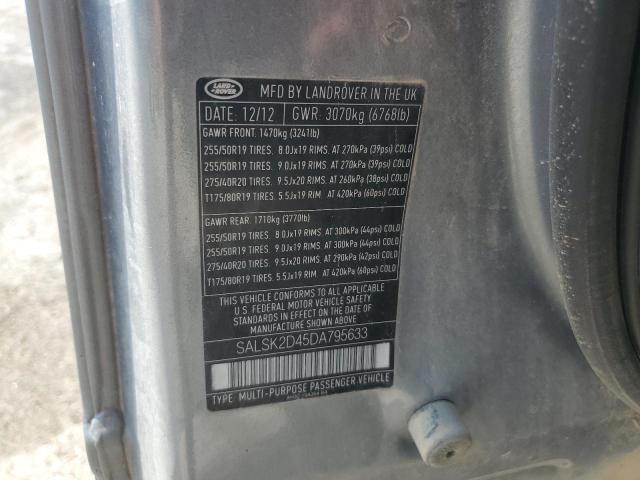 LAND
ROVER
MFD BY LANDROVER IN THE UK
DATE: 12/12 GWR: 3070kg (6768lb)
GAWR FRONT: 1470kg (3241lb)
255/50R19 TIRES. 8.0Jx19 RIMS. AT 270kPa (39psi) COLD
255/50R19 TIRES. 9.0Jx19 RIMS. AT 270kPa (39psi) COLD
275/40R20 TIRES. 9.5Jx20 RIMS. AT 260kPa (38psi) COLD
T175/80R19 TIRES 5.5Jx19 RIM. AT 420kPa (60psi) COLD
GAWR REAR: 1710kg (3770lb)
255/50R19 TIRES. 8.0Jx19 RIMS. AT 300kPa (44psi) COLD
255/50R19 TIRES. 9.0Jx19 RIMS. AT 300kPa (44psi) COLD
275/40R20 TIRES. 9.5Jx20 RIMS. AT 290kPa (42psi) COLD
T175/80R19 TIRES 5.5Jx19 RIM. AT 420kPa (60psi) COLD
THIS VEHICLE CONFORMS TO ALL APPLICABLE
U.S. FEDERAL MOTOR VEHICLE SAFETY
STANDARDS IN EFFECT ON THE DATE OF
MANUFACTURE SHOWN ABOVE.
SALSK2D45DA795633
TYPE: MULTI-PURPOSE PASSENGER VEHICLE